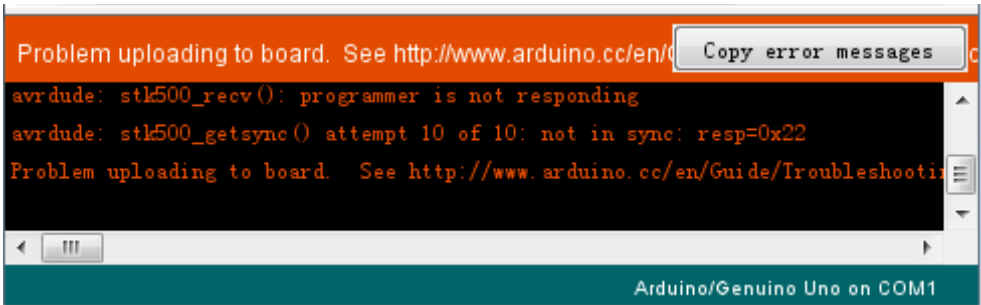 Problem uploading to board. See http://www.arduino.cc/en/
Copy error messages
avrdude: stk500_recv(): programmer is not responding
avrdude: stk500_getsync() attempt 10 of 10: not in sync: resp=0x22
Problem uploading to board. See http://www.arduino.cc/en/Guide/Troubleshootin
Arduino/Genuino Uno on COM1